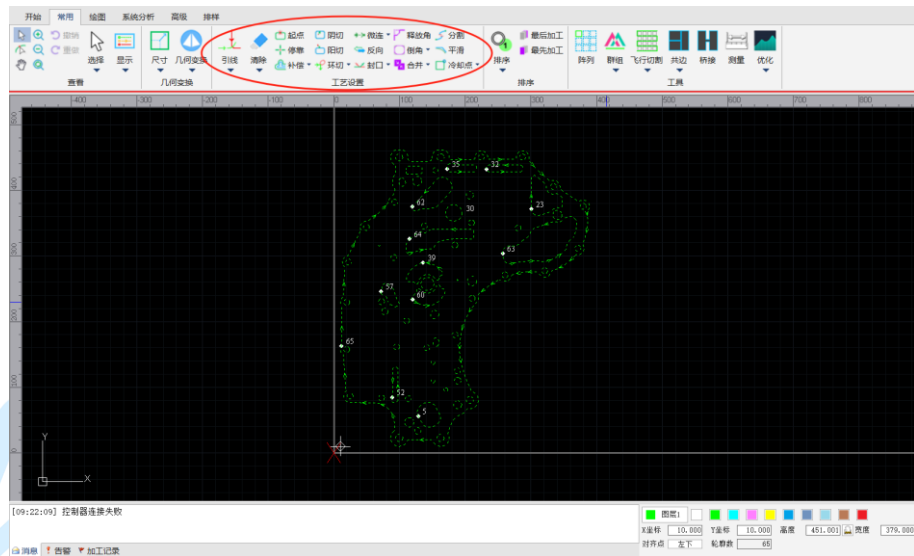 开始 常用 绘图 系统分析 高级 排样
撤销 起点 阴切 微连 释放角 分割 最后加工
重做 选择 显示 尺寸 几何变换 引线 清除 停靠 阳切 反向 倒角 平滑 排序 最先加工 阵列 群组 飞行切割 共边 桥接 测量 优化
补偿 环切 封口 合并 冷却点
查看 几何变换 工艺设置 排序 工具
-400 -300 -200 -100 0 100 200 300 400 500 600 700 800
500
35 32
400
62 30 23
64
63
300
39
57 60
200
65
100
52
5
Y
0
X
[09:22:09] 控制器连接失败
图层1
X坐标 10.000 Y坐标 10.000 高度 451.001 宽度 379.000
对齐点 左下 轮廓数 65
消息 告警 加工记录